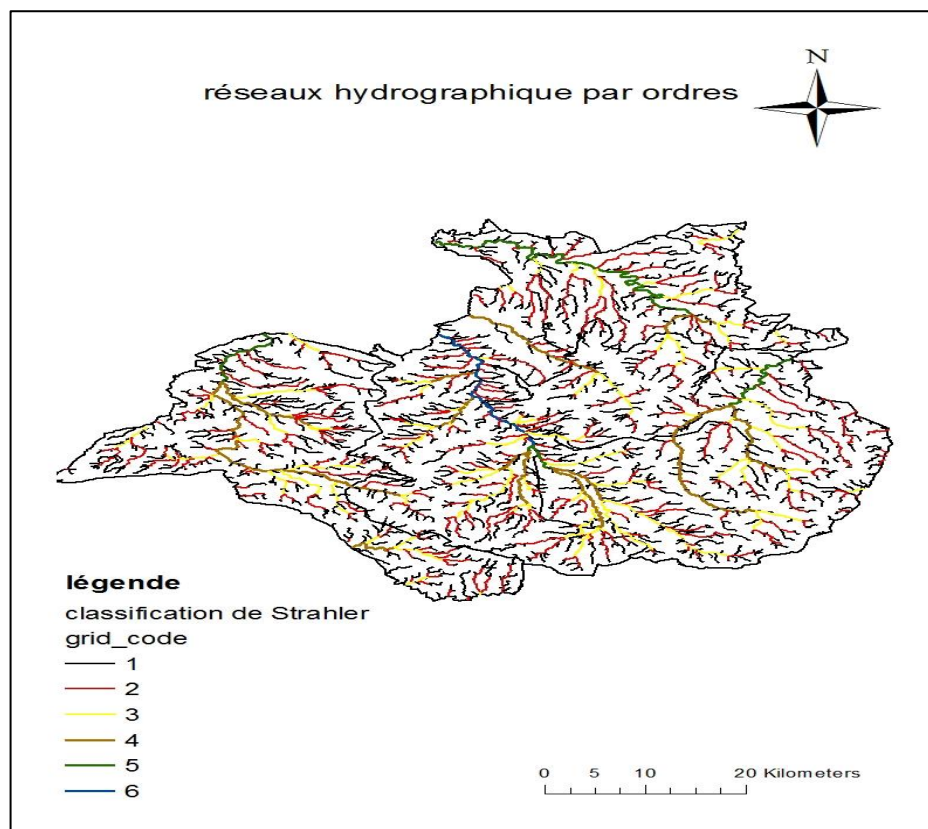 N
réseaux hydrographique par ordres
légende
classification de Strahler
grid_code
1
2
3
4
5
6
0 5 10 20 Kilometers